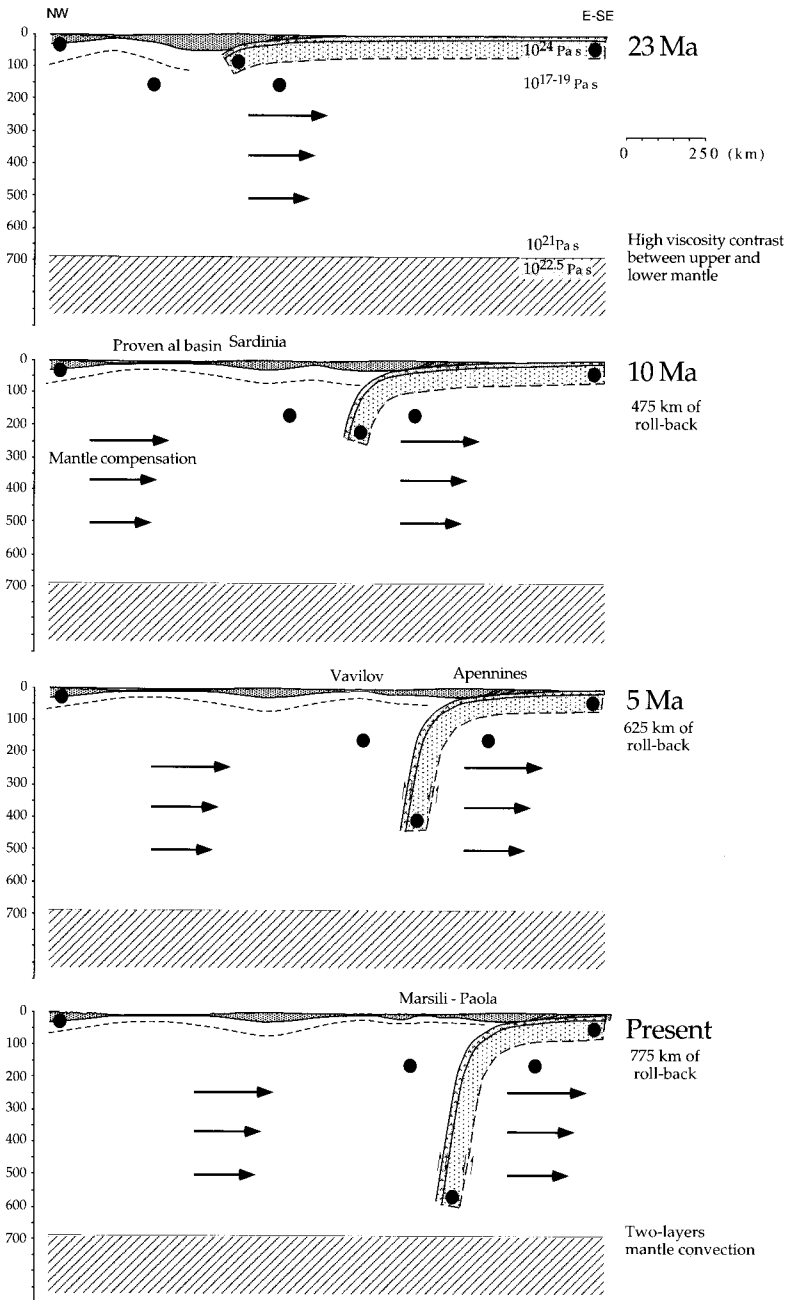 NW
E-SE
0
100
200
300
400
500
600
700
10²⁴ Pa s
10¹⁷⁻¹⁹ Pa s
10²¹ Pa s
10²²·⁵ Pa s
23 Ma
0 250 (km)
High viscosity contrast
between upper and
lower mantle
Proven al basin Sardinia
0
100
200
300
400
500
600
700
Mantle compensation
10 Ma
475 km of
roll-back
Vavilov
Apennines
0
100
200
300
400
500
600
700
5 Ma
625 km of
roll-back
Marsili - Paola
0
100
200
300
400
500
600
700
Present
775 km of
roll-back
Two-layers
mantle convection